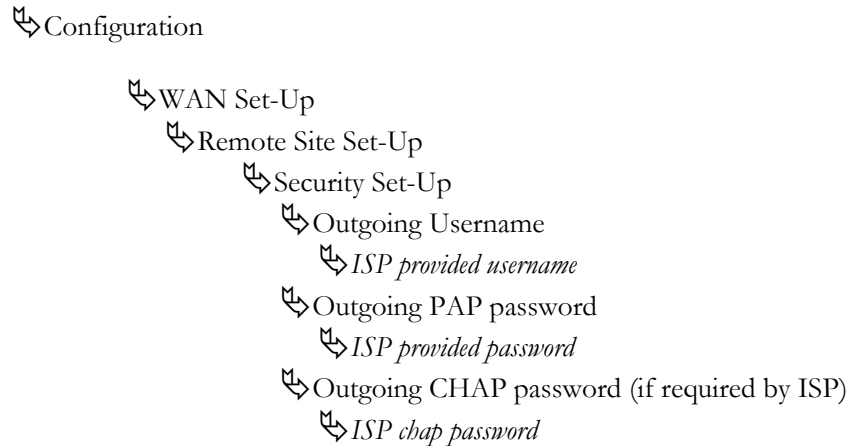 Configuration
WAN Set-Up
Remote Site Set-Up
Security Set-Up
Outgoing Username
ISP provided username
Outgoing PAP password
ISP provided password
Outgoing CHAP password (if required by ISP)
ISP chap password